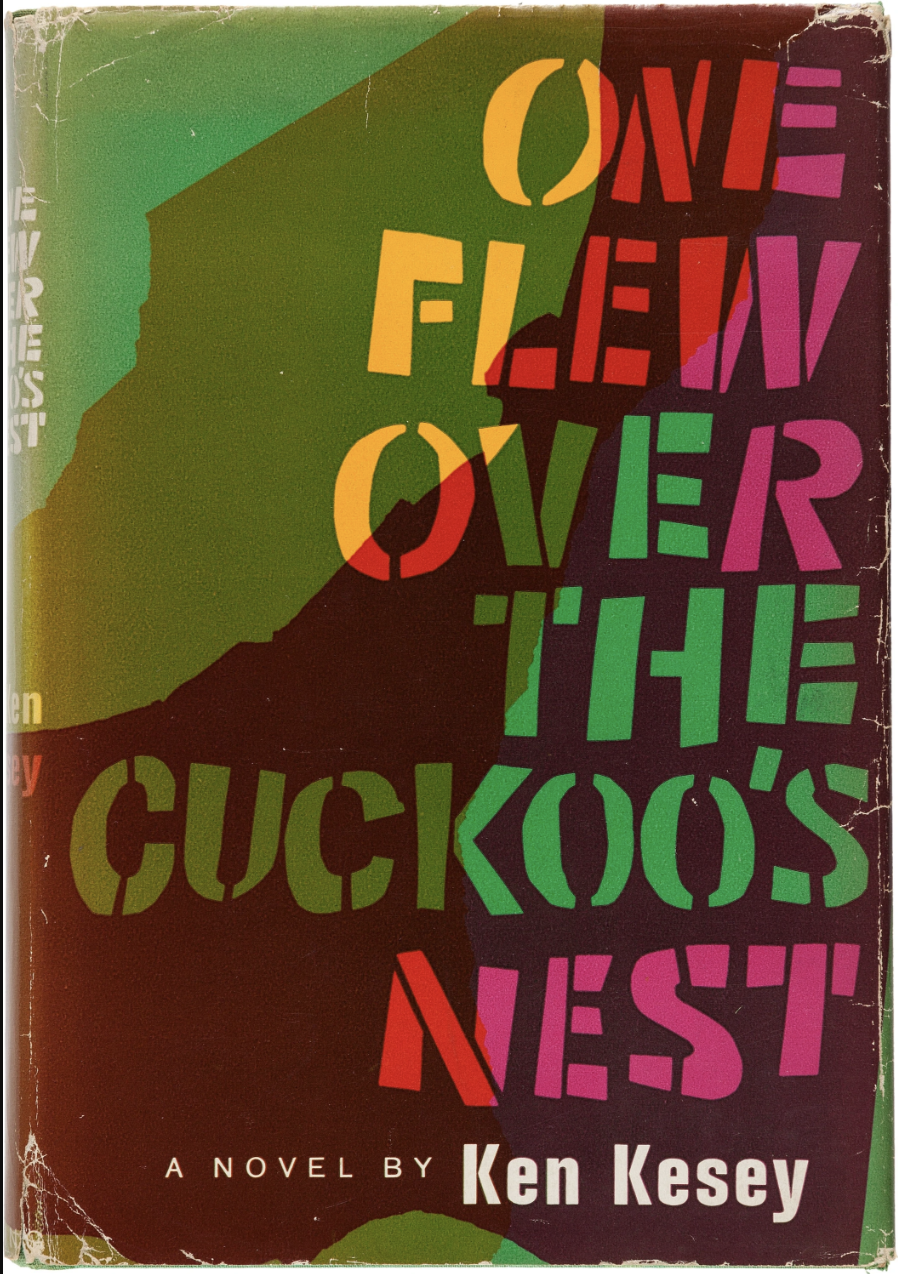 ONE
FLEW
OVER
THE
CUCKOO'S
NEST
A NOVEL BY Ken Kesey